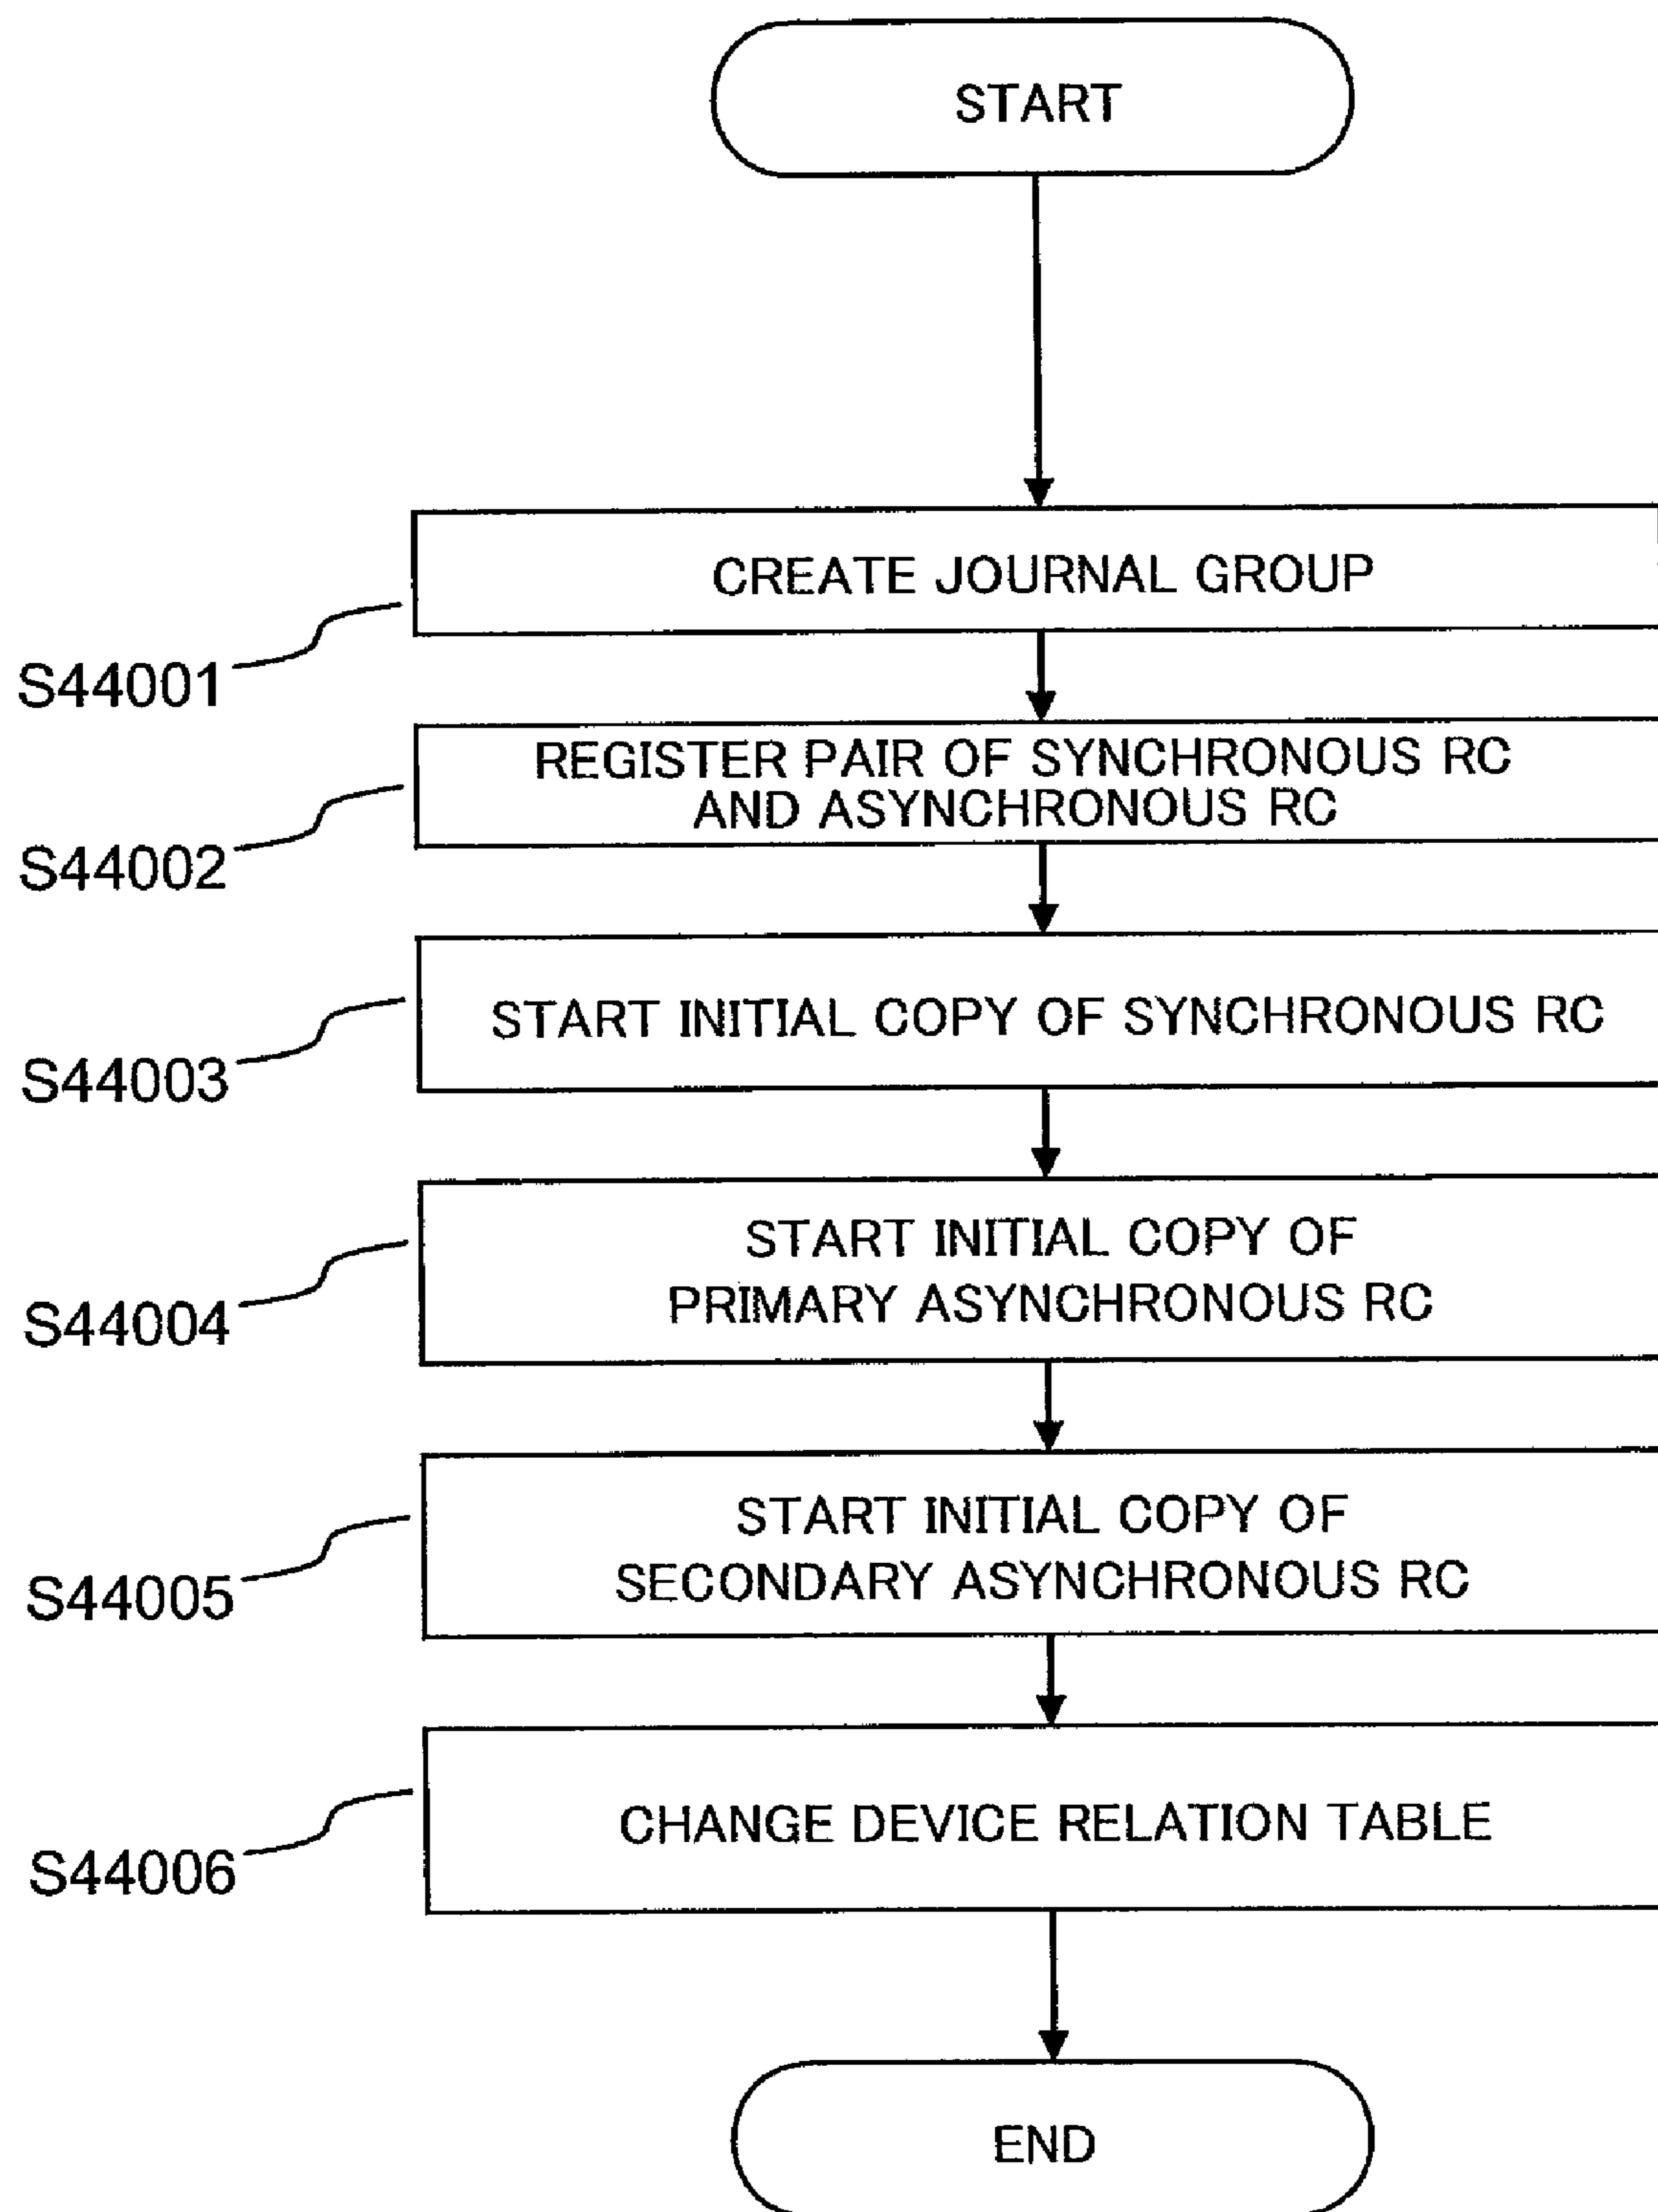 START
CREATE JOURNAL GROUP
S44001
REGISTER PAIR OF SYNCHRONOUS RC
AND ASYNCHRONOUS RC
S44002
START INITIAL COPY OF SYNCHRONOUS RC
S44003
START INITIAL COPY OF
PRIMARY ASYNCHRONOUS RC
S44004
START INITIAL COPY OF
SECONDARY ASYNCHRONOUS RC
S44005
CHANGE DEVICE RELATION TABLE
S44006
END